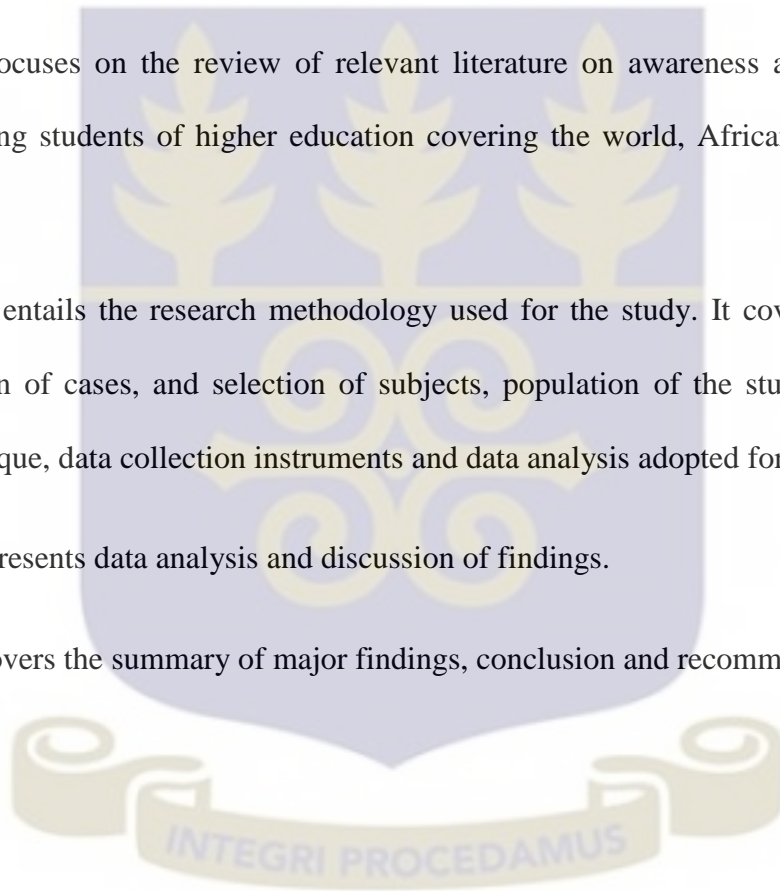 ocuses on the review of relevant literature on awareness a
ng students of higher education covering the world, Africa
entails the research methodology used for the study. It cov
n of cases, and selection of subjects, population of the stu
que, data collection instruments and data analysis adopted for
resents data analysis and discussion of findings.
overs the summary of major findings, conclusion and recomm
INTEGRI PROCEDAMUS